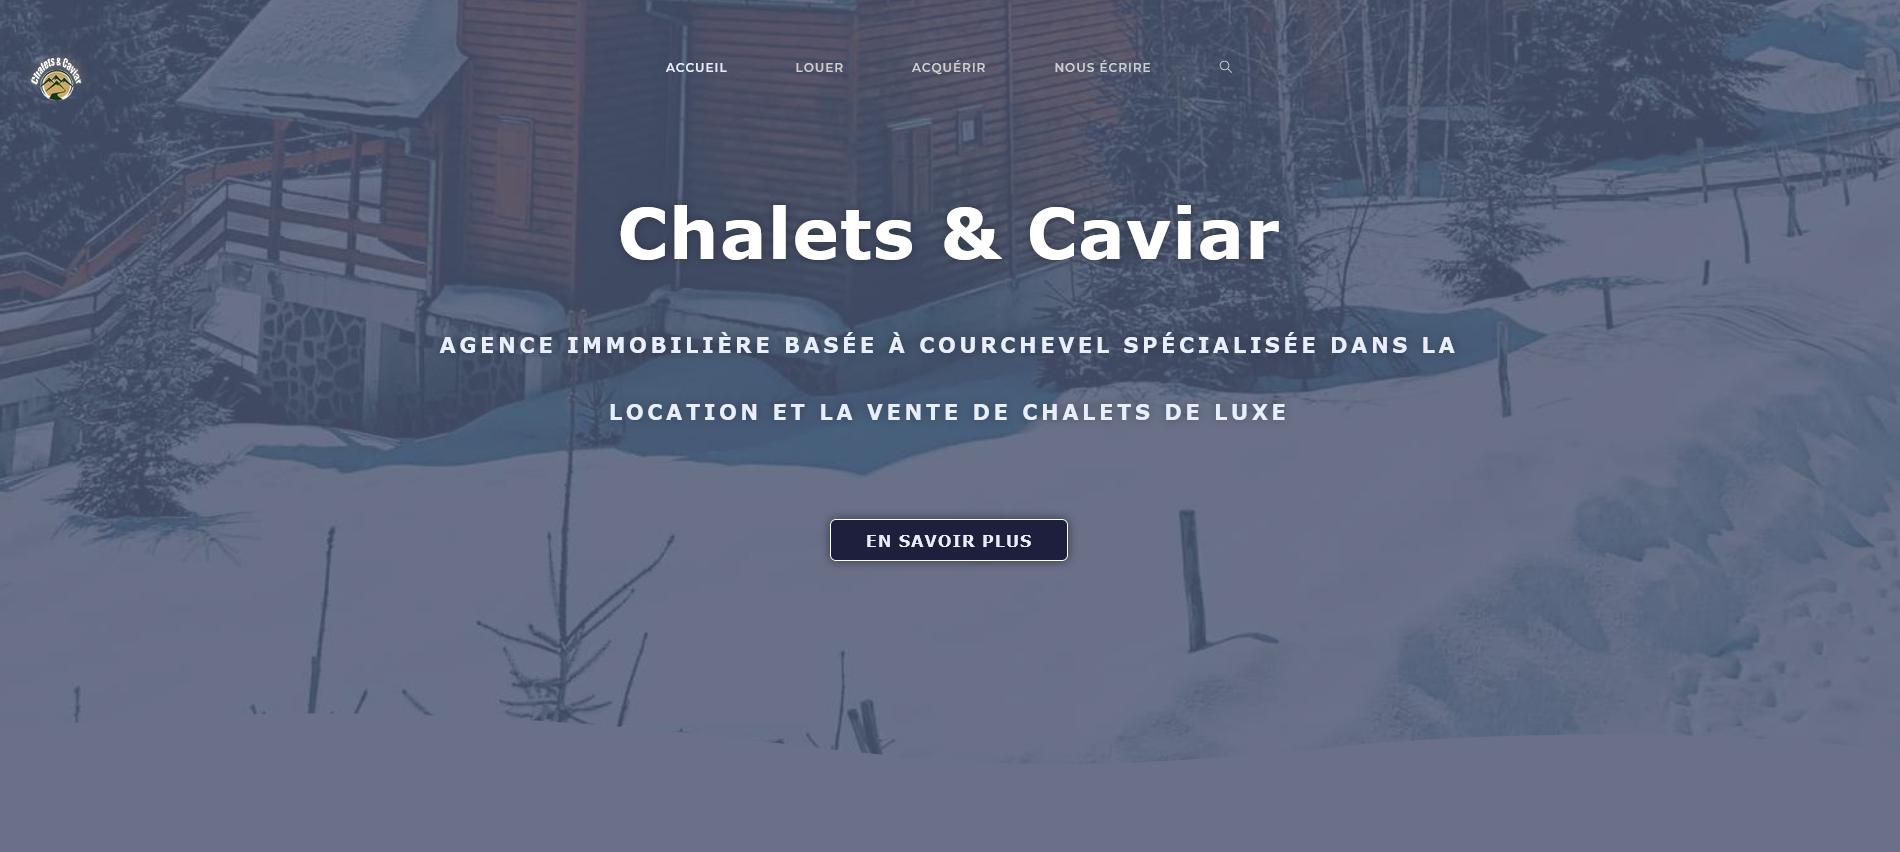 Chalets & Caviar
ACCUEIL LOUER ACQUÉRIR NOUS ÉCRIRE
Chalets & Caviar
AGENCE IMMOBILIÈRE BASÉE À COURCHEVEL SPÉCIALISÉE DANS LA
LOCATION ET LA VENTE DE CHALETS DE LUXE
EN SAVOIR PLUS